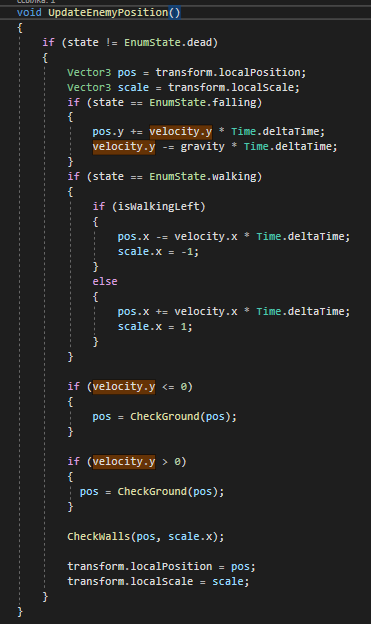 void UpdateEnemyPosition()
{
if (state != EnumState.dead)
{
Vector3 pos = transform.localPosition;
Vector3 scale = transform.localScale;
if (state == EnumState.falling)
{
pos.y += velocity.y * Time.deltaTime;
velocity.y -= gravity * Time.deltaTime;
}
if (state == EnumState.walking)
{
if (isWalkingLeft)
{
pos.x -= velocity.x * Time.deltaTime;
scale.x = -1;
}
else
{
pos.x += velocity.x * Time.deltaTime;
scale.x = 1;
}
}
if (velocity.y <= 0)
{
pos = CheckGround(pos);
}
if (velocity.y > 0)
{
pos = CheckGround(pos);
}
CheckWalls(pos, scale.x);
transform.localPosition = pos;
transform.localScale = scale;
}
}